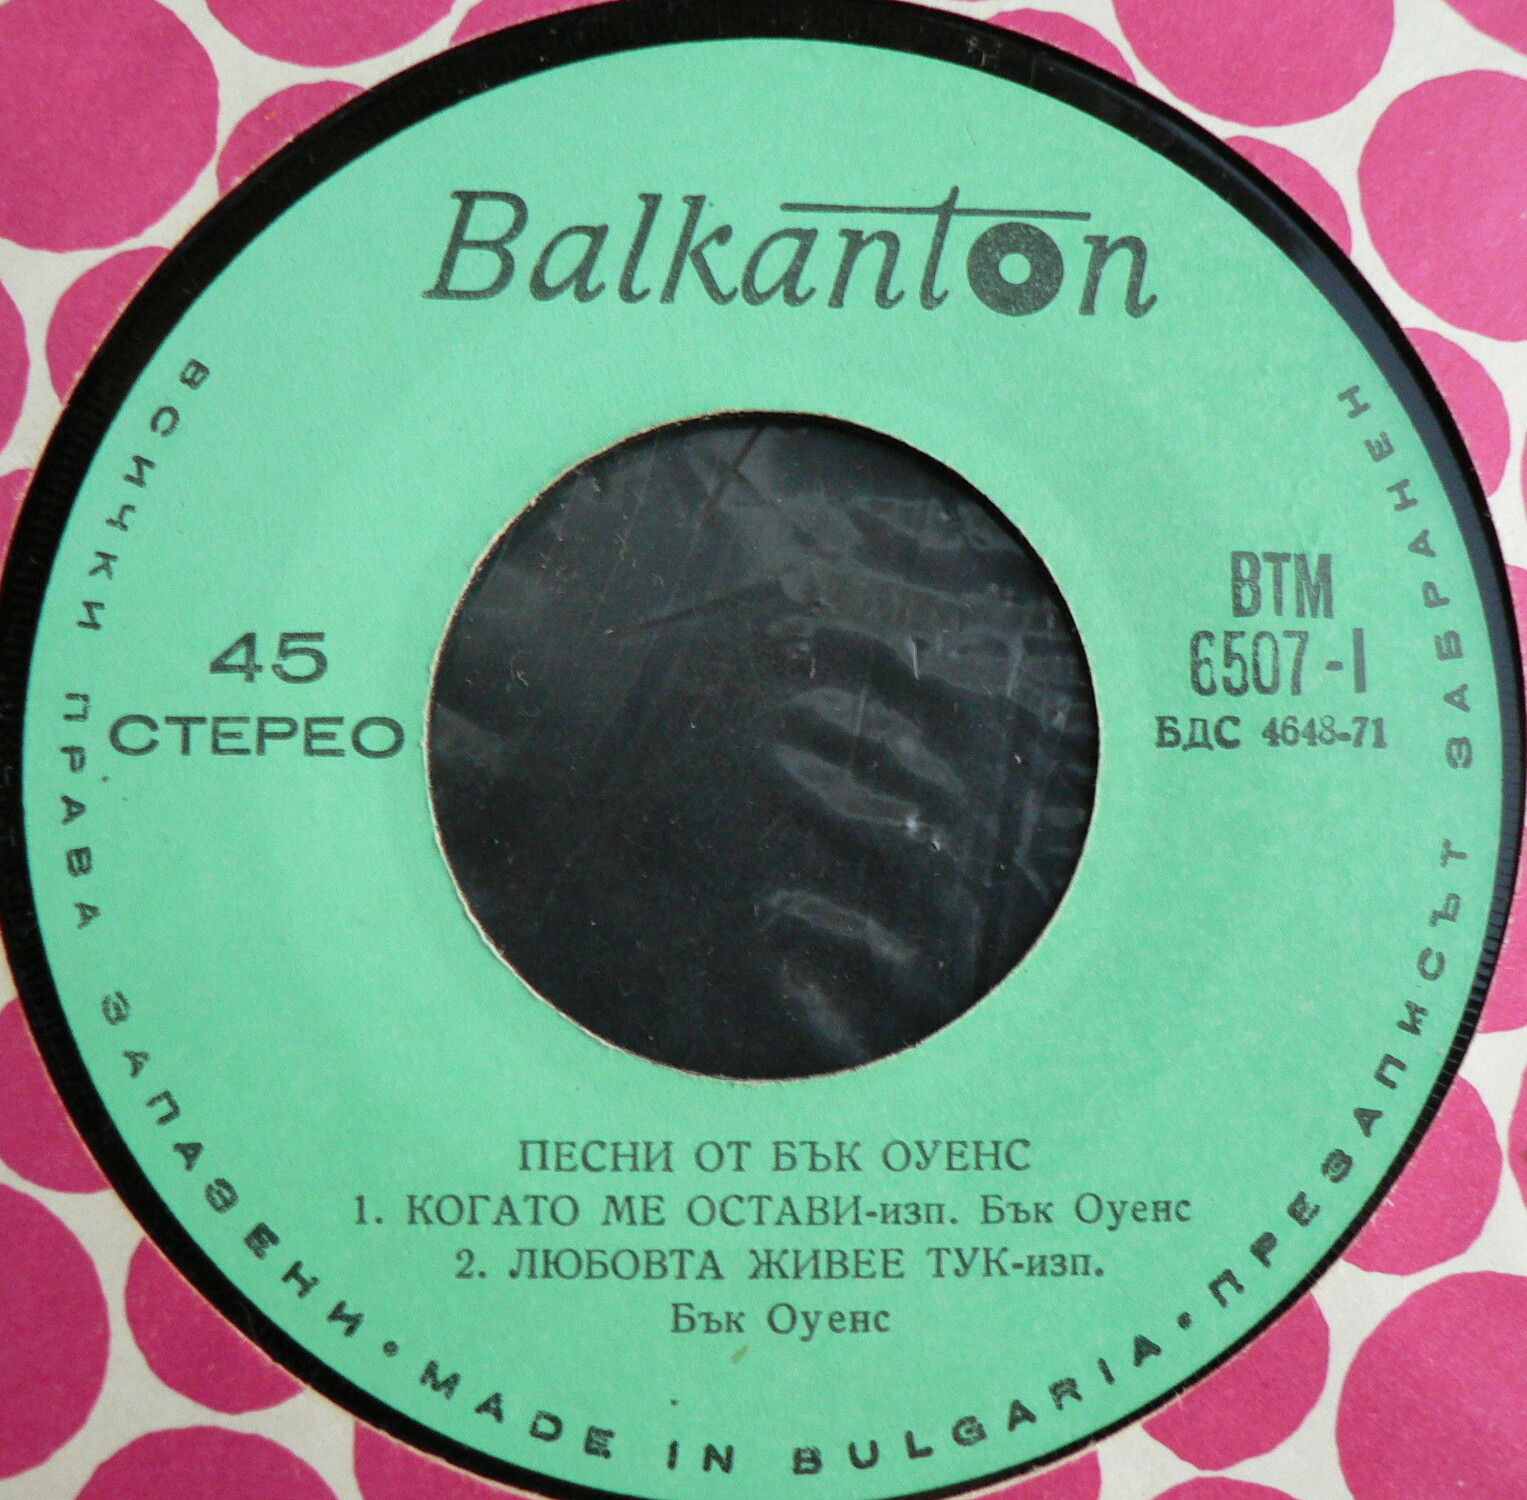 Balkanton
45
СТЕРЕО
ВТМ
6507-1
БДС 4648-71
ПЕСНИ ОТ БЪК ОУЕНС
1. КОГАТО МЕ ОСТАВИ-изп. Бък Оуенс
2. ЛЮБОВТА ЖИВЕЕ ТУК-изп.
Бък Оуенс
ВСИЧКИ ПРАВА ЗАПАЗЕНИ • MADE IN BULGARIA • ПРЕЗАПИСЪТ ЗАБРАНЕН